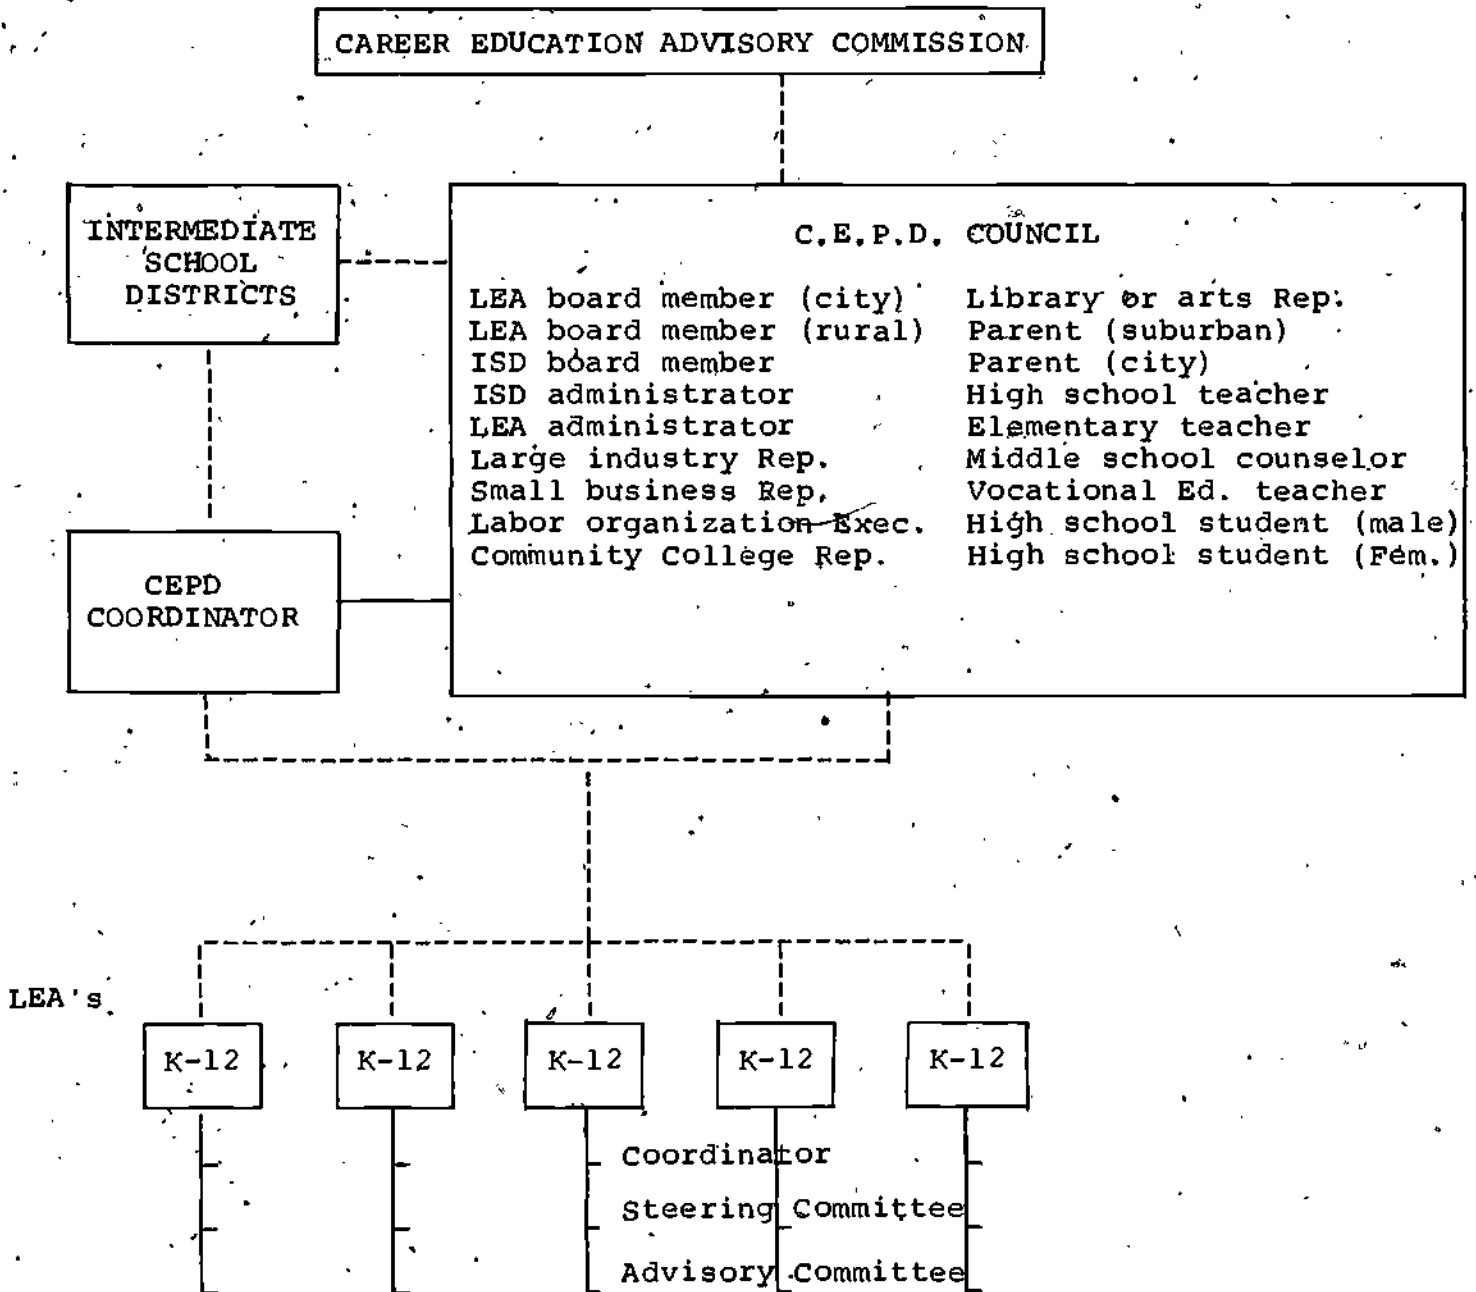 CAREER EDUCATION ADVISORY COMMISSION
INTERMEDIATE
SCHOOL
DISTRICTS
C.E.P.D. COUNCIL
LEA board member (city)
LEA board member (rural)
ISD board member
ISD administrator
LEA administrator
Large industry Rep.
Small business Rep.
Labor organization Exec.
Community College Rep.
Library or arts Rep.
Parent (suburban)
Parent (city)
High school teacher
Elementary teacher
Middle school counselor
Vocational Ed. teacher
High school student (male)
High school student (Fem.)
CEPD
COORDINATOR
LEA's
K-12 K-12 K-12 K-12 K-12
Coordinator
Steering Committee
Advisory Committee